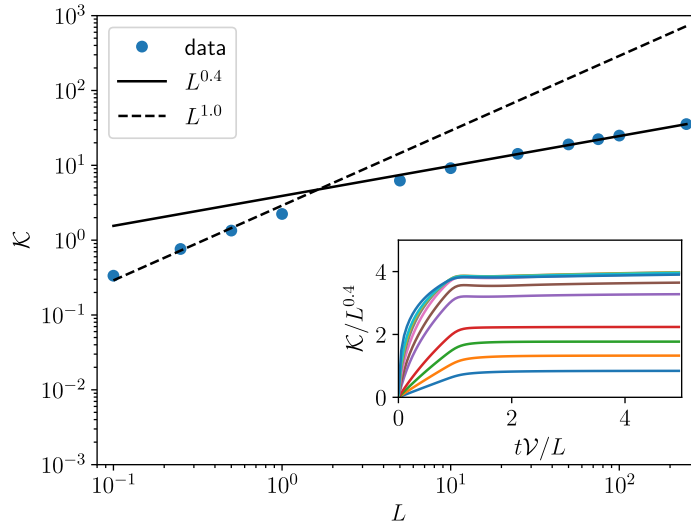 10^3
10^2
10^1
10^0
10^{-1}
10^{-2}
10^{-3}
𝒦
data
L^{0.4}
L^{1.0}
10^{-1}
10^0
10^1
10^2
L
𝒦/L^{0.4}
4
2
0
0
2
4
t𝒱/L